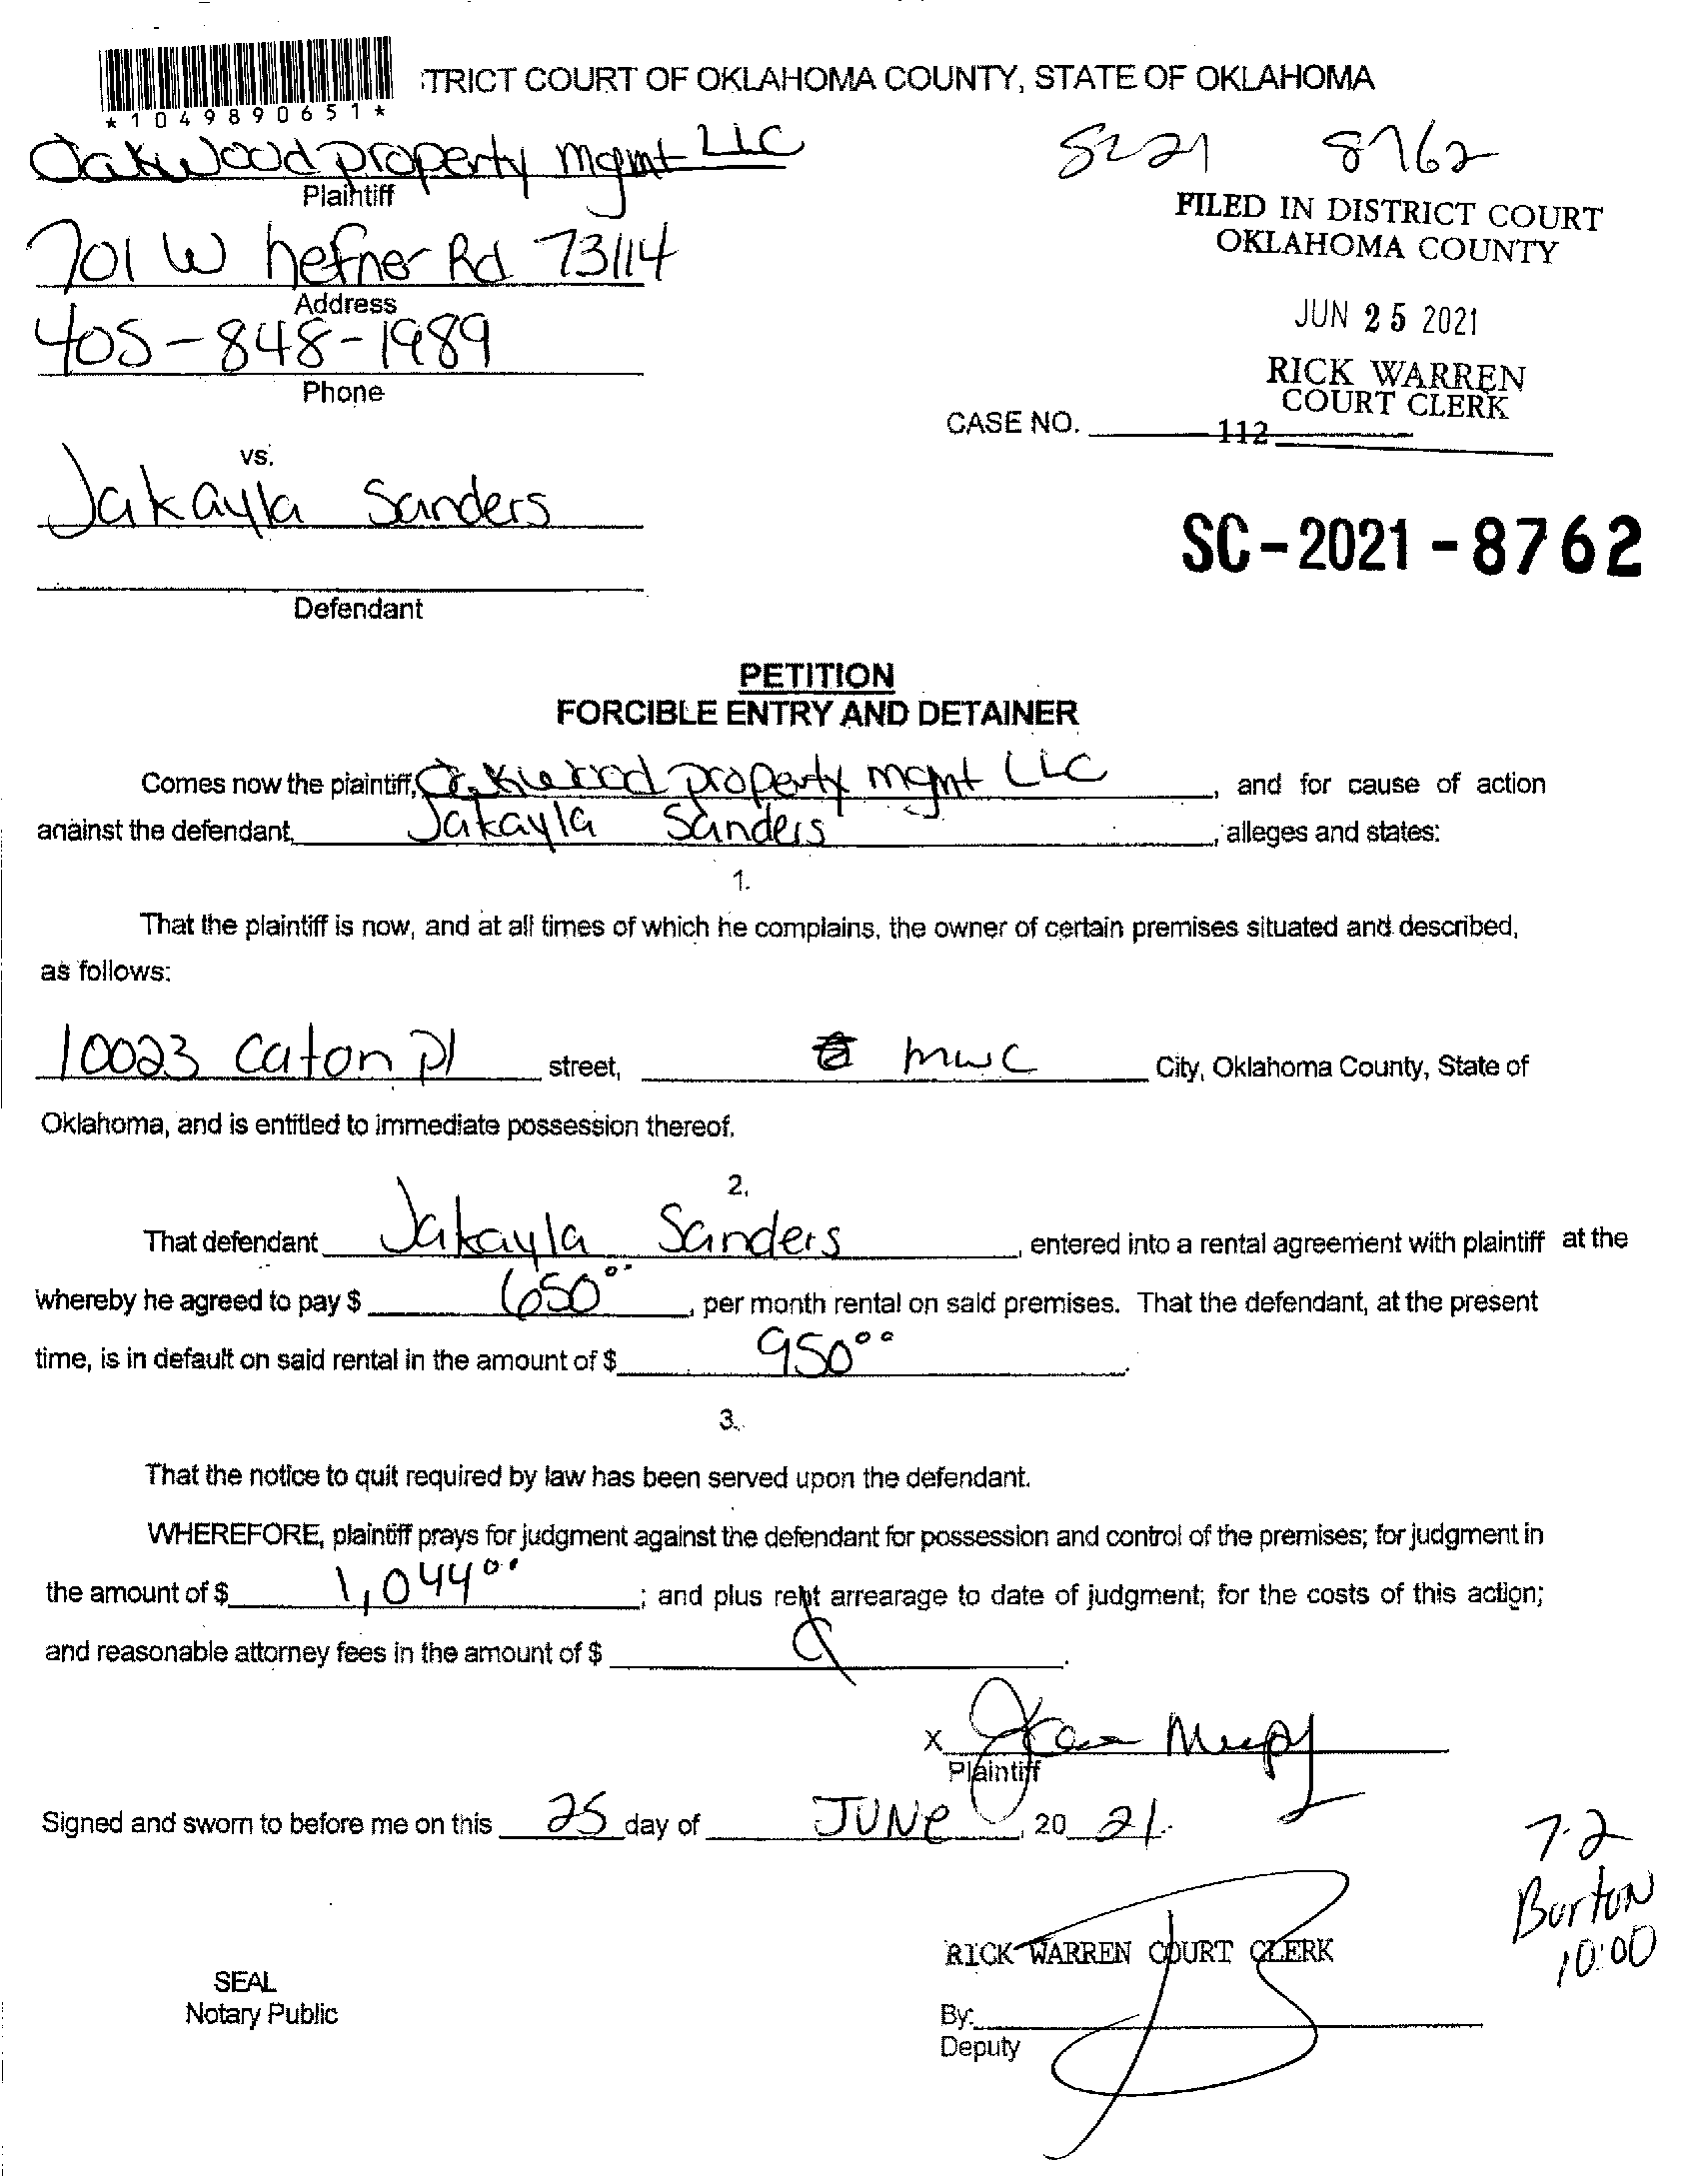 TRICT COURT OF OKLAHOMA COUNTY, STATE OF OKLAHOMA
*1049890651*
Oakwood property mgmt LLC
Plaintiff
SC21 8762
FILED IN DISTRICT COURT
OKLAHOMA COUNTY
701 W hefner Rd 73114
Address
JUN 25 2021
405-848-1989
Phone
RICK WARREN
COURT CLERK
CASE NO. 112
vs.
Jakayla Sanders
SC-2021-8762
Defendant
PETITION
FORCIBLE ENTRY AND DETAINER
Comes now the plaintiff, Oakwood property mgmt LLC, and for cause of action
against the defendant, Jakayla Sanders, alleges and states:
1.
That the plaintiff is now, and at all times of which he complains, the owner of certain premises situated and described,
as follows:
10023 Caton Pl street, mwc City, Oklahoma County, State of
Oklahoma, and is entitled to immediate possession thereof.
2.
That defendant Jakayla Sanders, entered into a rental agreement with plaintiff at the
whereby he agreed to pay $ 650°°, per month rental on said premises. That the defendant, at the present
time, is in default on said rental in the amount of $ 950°°.
3.
That the notice to quit required by law has been served upon the defendant.
WHEREFORE, plaintiff prays for judgment against the defendant for possession and control of the premises; for judgment in
the amount of $ 1,044°°; and plus rent arrearage to date of judgment; for the costs of this action;
and reasonable attorney fees in the amount of $
X
Plaintiff
Signed and sworn to before me on this 25 day of JUNE, 20 21.
7-2
Burton
10:00
RICK WARREN COURT CLERK
SEAL
Notary Public
By:
Deputy